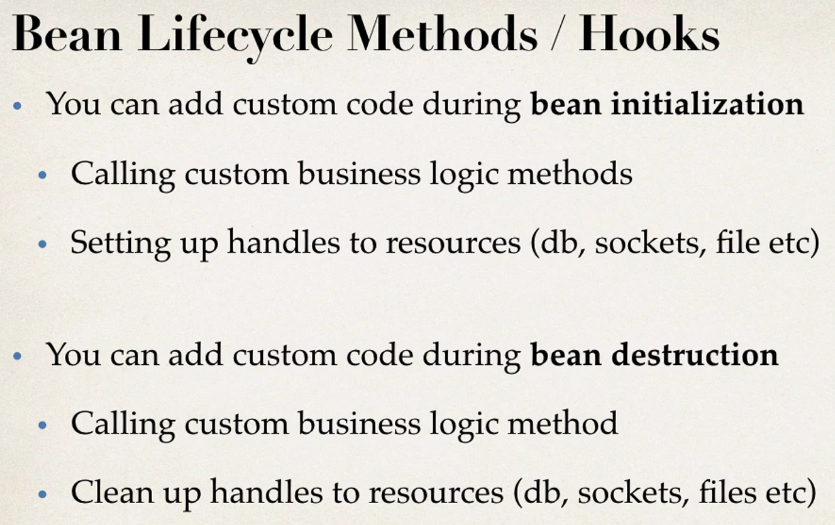 Bean Lifecycle Methods / Hooks
• You can add custom code during bean initialization
• Calling custom business logic methods
• Setting up handles to resources (db, sockets, file etc)
• You can add custom code during bean destruction
• Calling custom business logic method
• Clean up handles to resources (db, sockets, files etc)